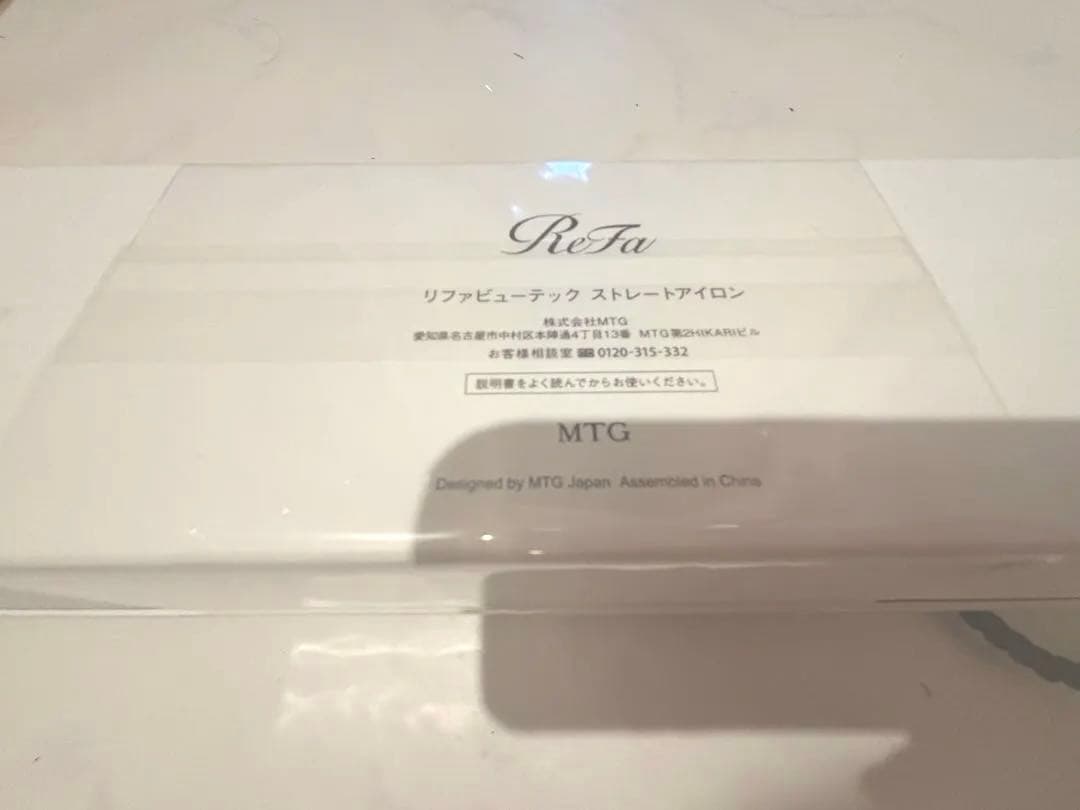 ReFa
リファビューテック ストレートアイロン
株式会社MTG
愛知県名古屋市中村区本陣通4丁目13番 MTG第2HIKARIビル
お客様相談室 0120-315-332
説明書をよく読んでからお使いください。
MTG
Designed by MTG Japan Assembled in China